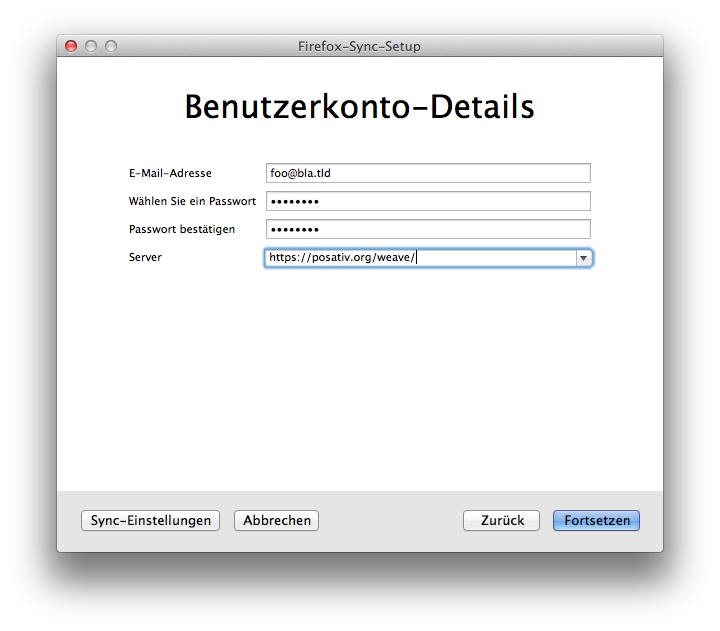 Firefox-Sync-Setup
Benutzerkonto-Details
E-Mail-Adresse foo@bla.tld
Wählen Sie ein Passwort ••••••••
Passwort bestätigen ••••••••
Server https://posativ.org/weave/
Sync-Einstellungen Abbrechen Zurück Fortsetzen